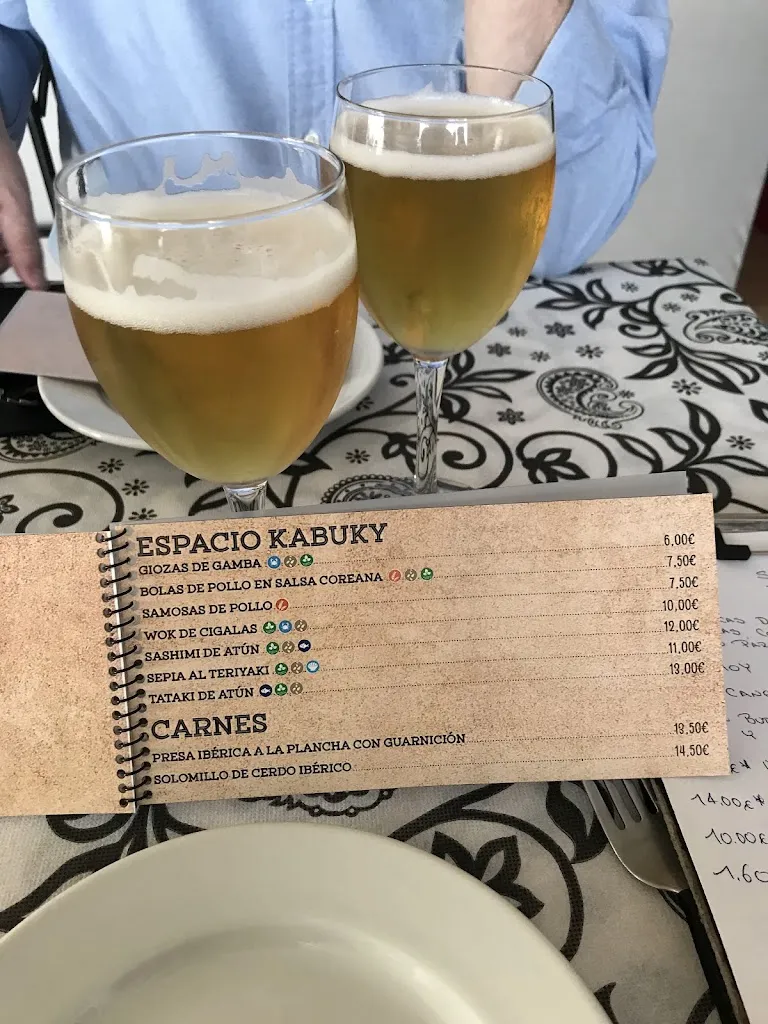 ESPACIO KABUKY
GIOZAS DE GAMBA 6,00€
BOLAS DE POLLO EN SALSA COREANA 7,50€
SAMOSAS DE POLLO 7,50€
WOK DE CIGALAS 10,00€
SASHIMI DE ATÚN 12,00€
SEPIA AL TERIYAKI 11,00€
TATAKI DE ATÚN 13,00€
CARNES
PRESA IBÉRICA A LA PLANCHA CON GUARNICIÓN 13,50€
SOLOMILLO DE CERDO IBÉRICO 14,50€
14.00€*
10.00€
1.60